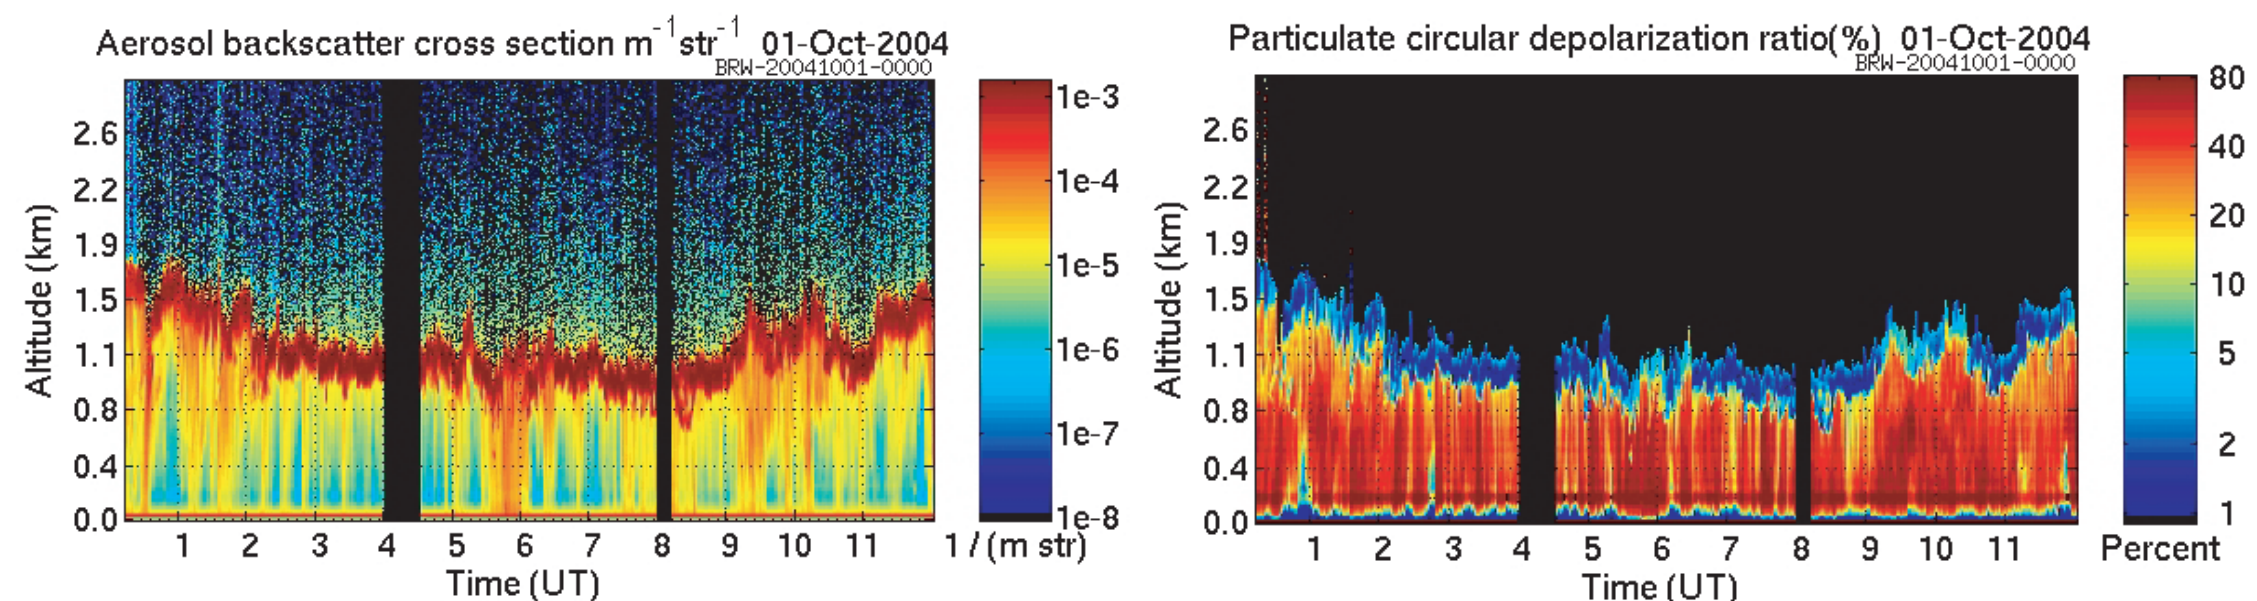 Aerosol backscatter cross section m⁻¹str⁻¹ 01-Oct-2004
BRW-20041001-0000
Altitude (km)
2.6
2.2
1.9
1.5
1.1
0.8
0.4
0.0
1 2 3 4 5 6 7 8 9 10 11
Time (UT)
1e-3
1e-4
1e-5
1e-6
1e-7
1e-8
1 / (m str)
Particulate circular depolarization ratio(%) 01-Oct-2004
BRW-20041001-0000
Altitude (km)
2.6
2.2
1.9
1.5
1.1
0.8
0.4
0.0
1 2 3 4 5 6 7 8 9 10 11
Time (UT)
80
40
20
10
5
2
1
Percent